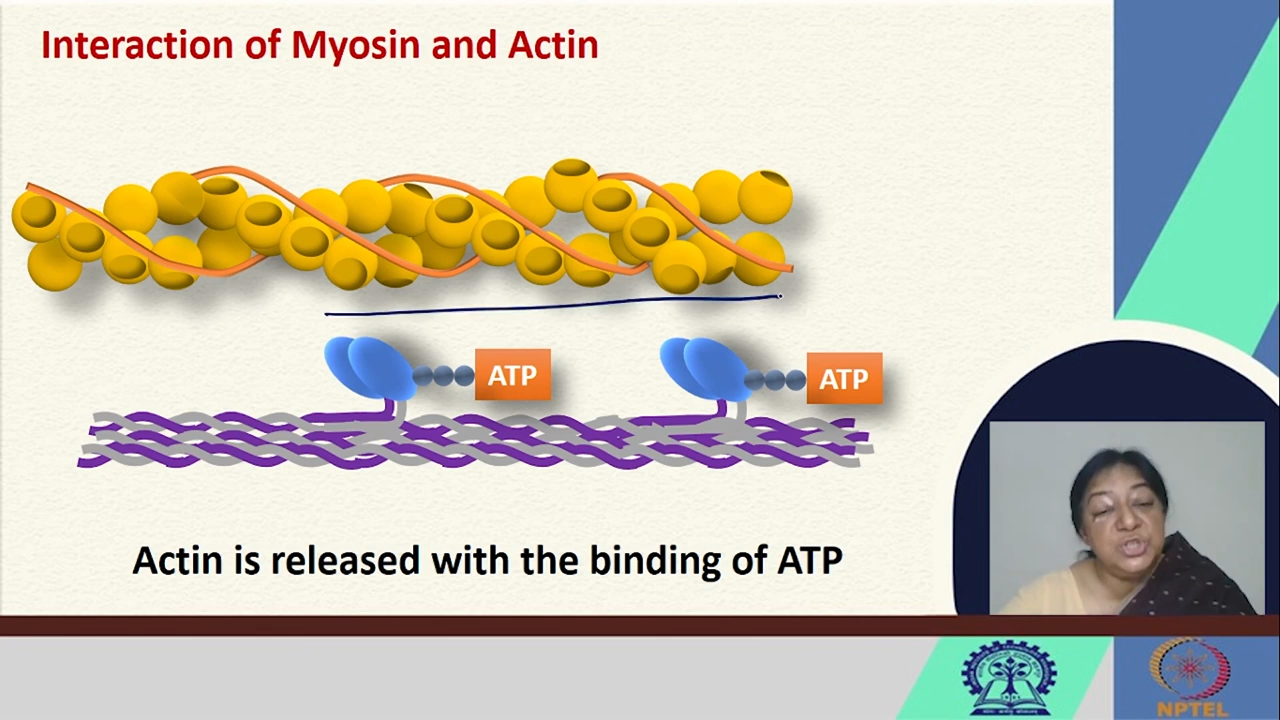 Interaction of Myosin and Actin
ATP
ATP
Actin is released with the binding of ATP
NPTEL